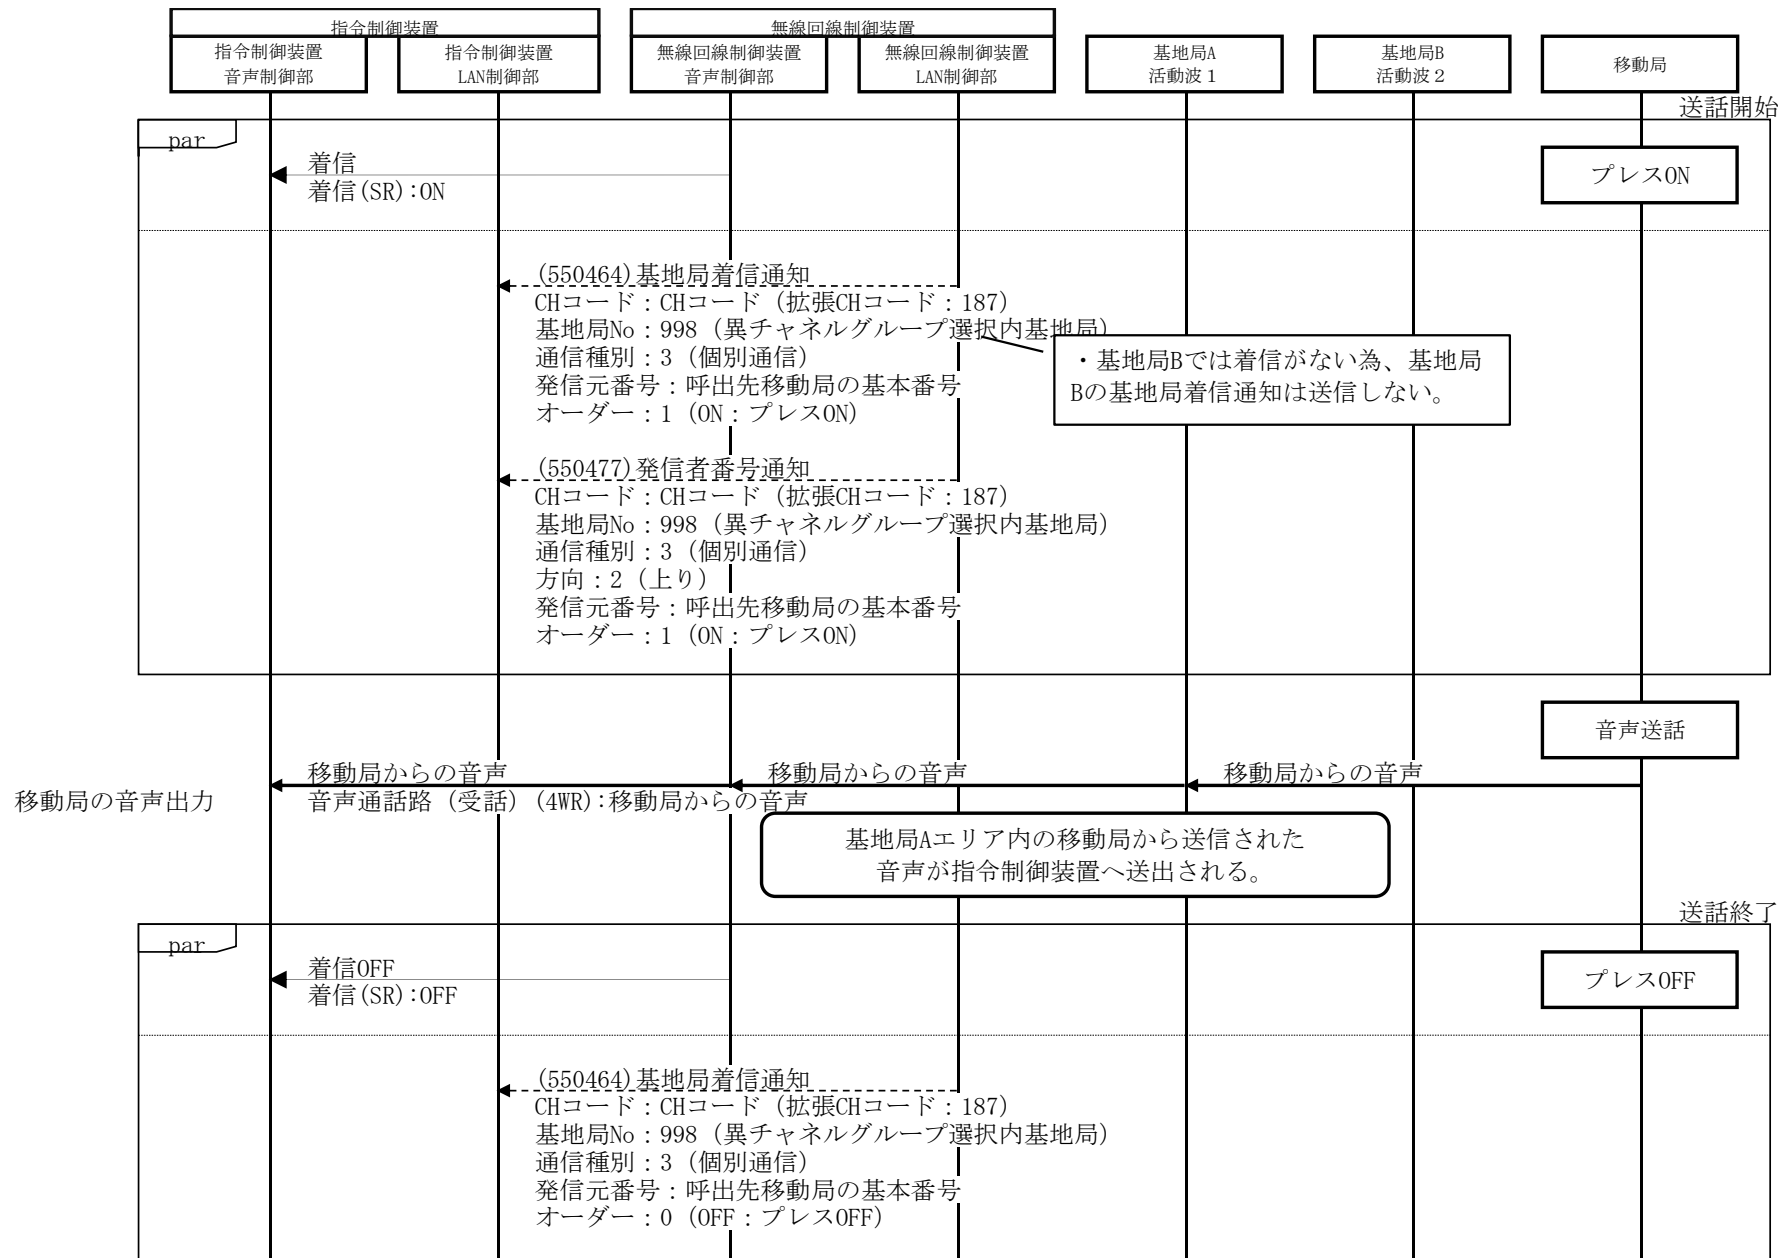 指令制御装置
無線回線制御装置
指令制御装置
音声制御部
指令制御装置
LAN制御部
無線回線制御装置
音声制御部
無線回線制御装置
LAN制御部
基地局A
活動波1
基地局B
活動波2
移動局
送話開始
par
着信
着信(SR):ON
プレスON
(550464)基地局着信通知
CHコード:CHコード (拡張CHコード:187)
基地局No:998 (異チャネルグループ選択内基地局)
通信種別:3 (個別通信)
発信元番号:呼出先移動局の基本番号
オーダー:1 (ON:プレスON)
・基地局Bでは着信がない為、基地局
Bの基地局着信通知は送信しない。
(550477)発信者番号通知
CHコード:CHコード (拡張CHコード:187)
基地局No:998 (異チャネルグループ選択内基地局)
通信種別:3 (個別通信)
方向:2 (上り)
発信元番号:呼出先移動局の基本番号
オーダー:1 (ON:プレスON)
音声送話
移動局からの音声
移動局からの音声
移動局からの音声
移動局の音声出力
音声通話路 (受話) (4WR):移動局からの音声
基地局Aエリア内の移動局から送信された
音声が指令制御装置へ送出される。
送話終了
par
着信OFF
着信(SR):OFF
プレスOFF
(550464)基地局着信通知
CHコード:CHコード (拡張CHコード:187)
基地局No:998 (異チャネルグループ選択内基地局)
通信種別:3 (個別通信)
発信元番号:呼出先移動局の基本番号
オーダー:0 (OFF:プレスOFF)